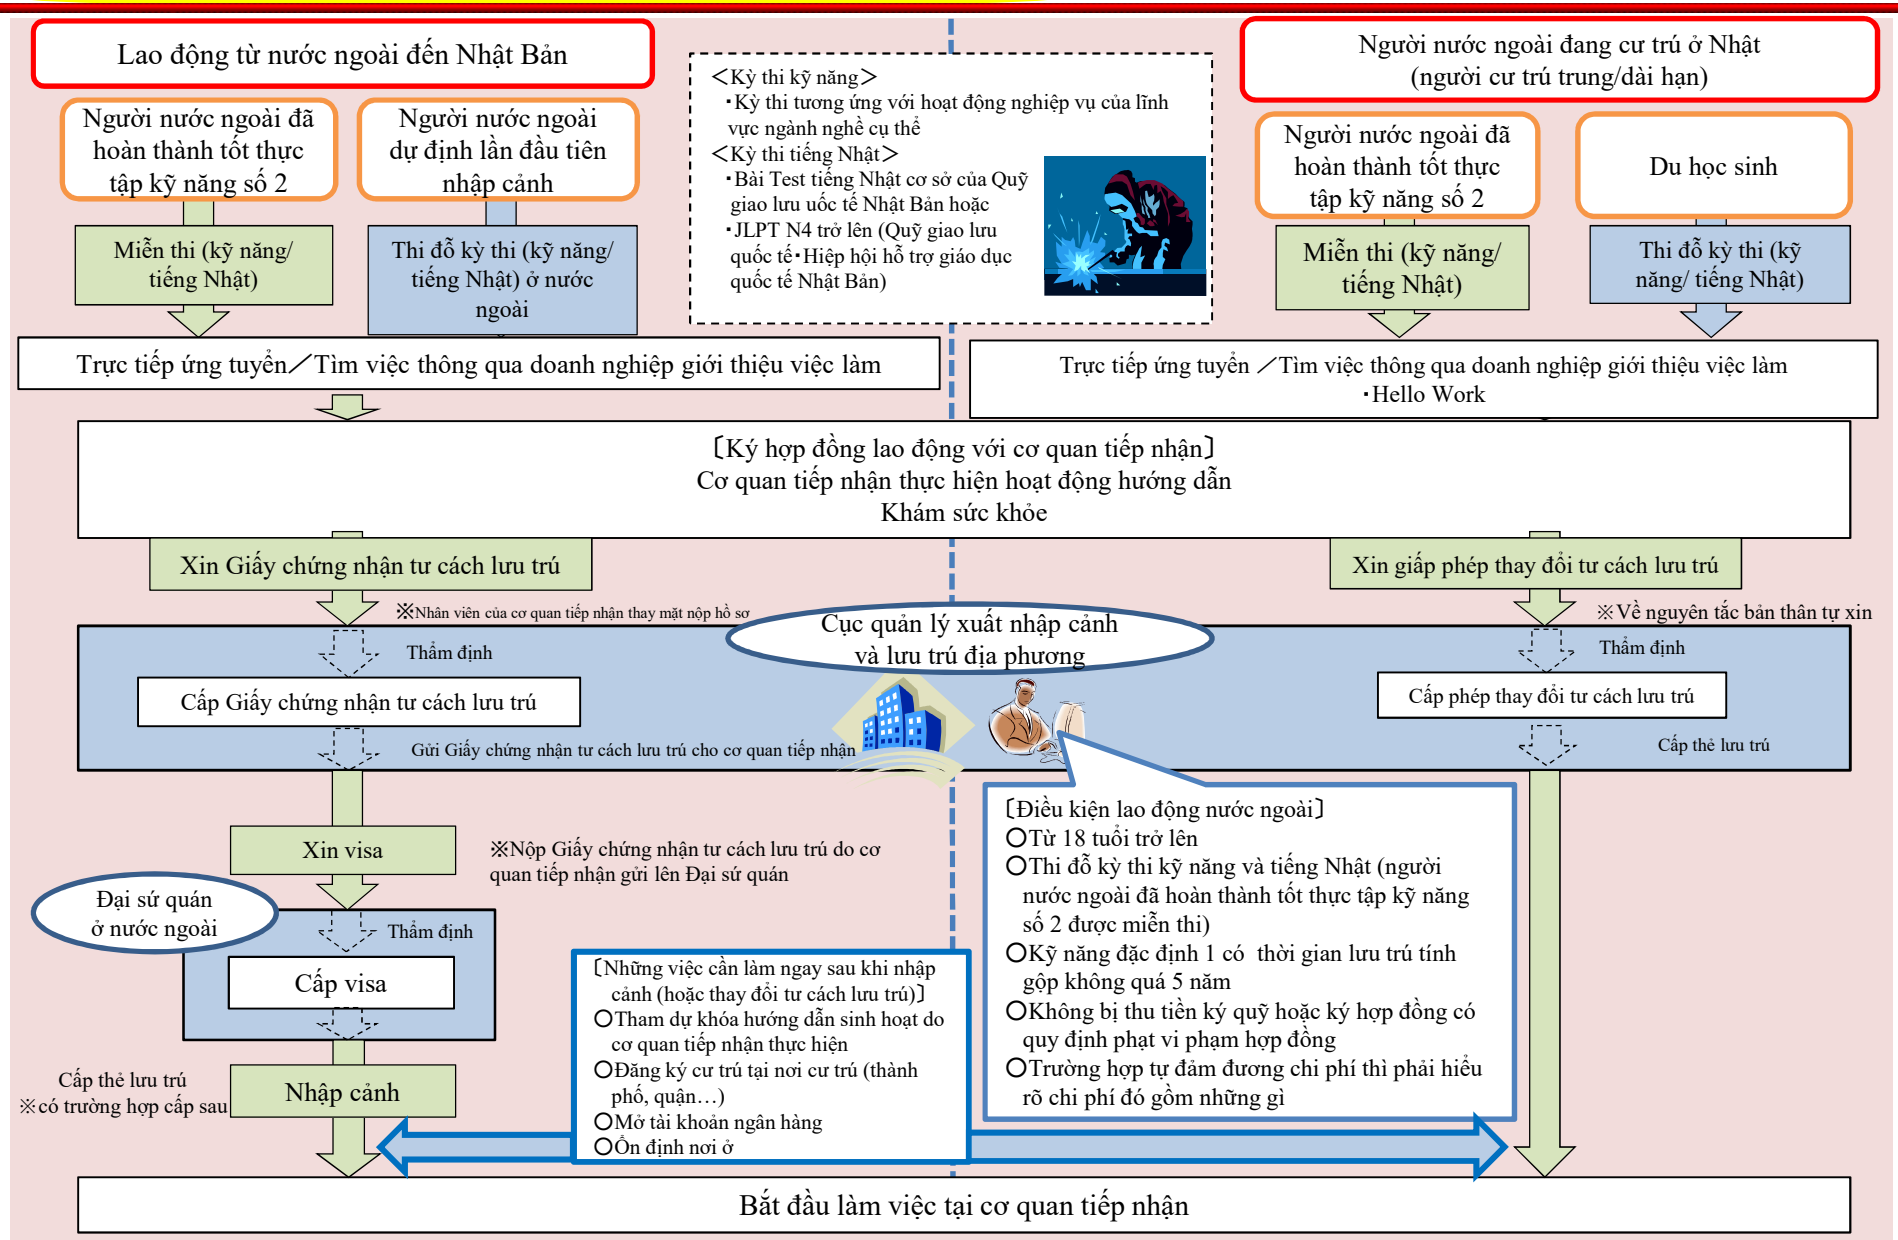 Lao động từ nước ngoài đến Nhật Bản
Người nước ngoài đã
hoàn thành tốt thực
tập kỹ năng số 2
Người nước ngoài
dự định lần đầu tiên
nhập cảnh
Miễn thi (kỹ năng/
tiếng Nhật)
Thi đỗ kỳ thi (kỹ năng/
tiếng Nhật) ở nước
ngoài
＜Kỳ thi kỹ năng＞
・Kỳ thi tương ứng với hoạt động nghiệp vụ của lĩnh
vực ngành nghề cụ thể
＜Kỳ thi tiếng Nhật＞
・Bài Test tiếng Nhật cơ sở của Quỹ
giao lưu uốc tế Nhật Bản hoặc
・JLPT N4 trở lên (Quỹ giao lưu
quốc tế・Hiệp hội hỗ trợ giáo dục
quốc tế Nhật Bản)
Người nước ngoài đang cư trú ở Nhật
(người cư trú trung/dài hạn)
Người nước ngoài đã
hoàn thành tốt thực
tập kỹ năng số 2
Du học sinh
Miễn thi (kỹ năng/
tiếng Nhật)
Thi đỗ kỳ thi (kỹ
năng/ tiếng Nhật)
Trực tiếp ứng tuyển／Tìm việc thông qua doanh nghiệp giới thiệu việc làm
Trực tiếp ứng tuyển ／Tìm việc thông qua doanh nghiệp giới thiệu việc làm
・Hello Work
〔Ký hợp đồng lao động với cơ quan tiếp nhận〕
Cơ quan tiếp nhận thực hiện hoạt động hướng dẫn
Khám sức khỏe
Xin Giấy chứng nhận tư cách lưu trú
※Nhân viên của cơ quan tiếp nhận thay mặt nộp hồ sơ
Xin giấp phép thay đổi tư cách lưu trú
※Về nguyên tắc bản thân tự xin
Cục quản lý xuất nhập cảnh
và lưu trú địa phương
Thẩm định
Cấp Giấy chứng nhận tư cách lưu trú
Gửi Giấy chứng nhận tư cách lưu trú cho cơ quan tiếp nhận
Thẩm định
Cấp phép thay đổi tư cách lưu trú
Cấp thẻ lưu trú
Xin visa
※Nộp Giấy chứng nhận tư cách lưu trú do cơ
quan tiếp nhận gửi lên Đại sứ quán
Đại sứ quán
ở nước ngoài
Thẩm định
Cấp visa
Cấp thẻ lưu trú
※có trường hợp cấp sau
Nhập cảnh
〔Những việc cần làm ngay sau khi nhập
cảnh (hoặc thay đổi tư cách lưu trú)〕
○Tham dự khóa hướng dẫn sinh hoạt do
cơ quan tiếp nhận thực hiện
○Đăng ký cư trú tại nơi cư trú (thành
phố, quận…)
○Mở tài khoản ngân hàng
○Ổn định nơi ở
〔Điều kiện lao động nước ngoài〕
○Từ 18 tuổi trở lên
○Thi đỗ kỳ thi kỹ năng và tiếng Nhật (người
nước ngoài đã hoàn thành tốt thực tập kỹ năng
số 2 được miễn thi)
○Kỹ năng đặc định 1 có  thời gian lưu trú tính
gộp không quá 5 năm
○Không bị thu tiền ký quỹ hoặc ký hợp đồng có
quy định phạt vi phạm hợp đồng
○Trường hợp tự đảm đương chi phí thì phải hiểu
rõ chi phí đó gồm những gì
Bắt đầu làm việc tại cơ quan tiếp nhận